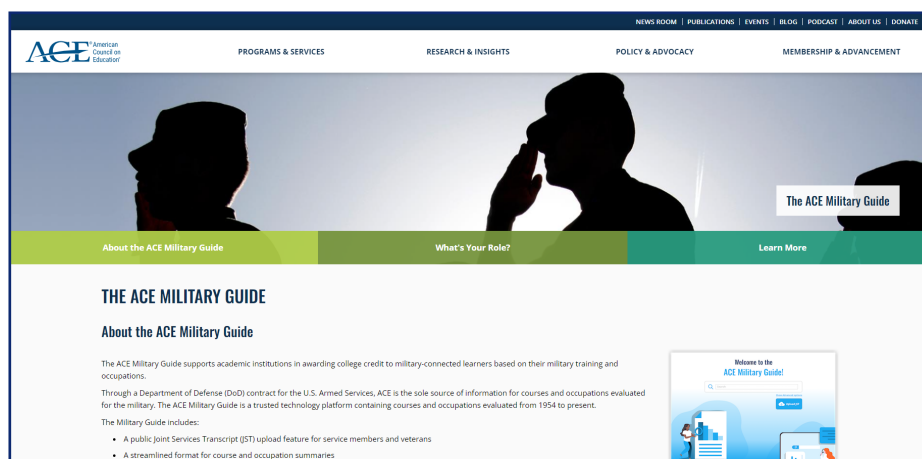 NEWS ROOM | PUBLICATIONS | EVENTS | BLOG | PODCAST | ABOUT US | DONATE
ACE® American
Council on
Education®
PROGRAMS & SERVICES
RESEARCH & INSIGHTS
POLICY & ADVOCACY
MEMBERSHIP & ADVANCEMENT
The ACE Military Guide
About the ACE Military Guide
What's Your Role?
Learn More
THE ACE MILITARY GUIDE
About the ACE Military Guide
The ACE Military Guide supports academic institutions in awarding college credit to military-connected learners based on their military training and
occupations.
Through a Department of Defense (DoD) contract for the U.S. Armed Services, ACE is the sole source of information for courses and occupations evaluated
for the military. The ACE Military Guide is a trusted technology platform containing courses and occupations evaluated from 1954 to present.
The Military Guide includes:
• A public Joint Services Transcript (JST) upload feature for service members and veterans
• A streamlined format for course and occupation summaries
Welcome to the
ACE Military Guide!